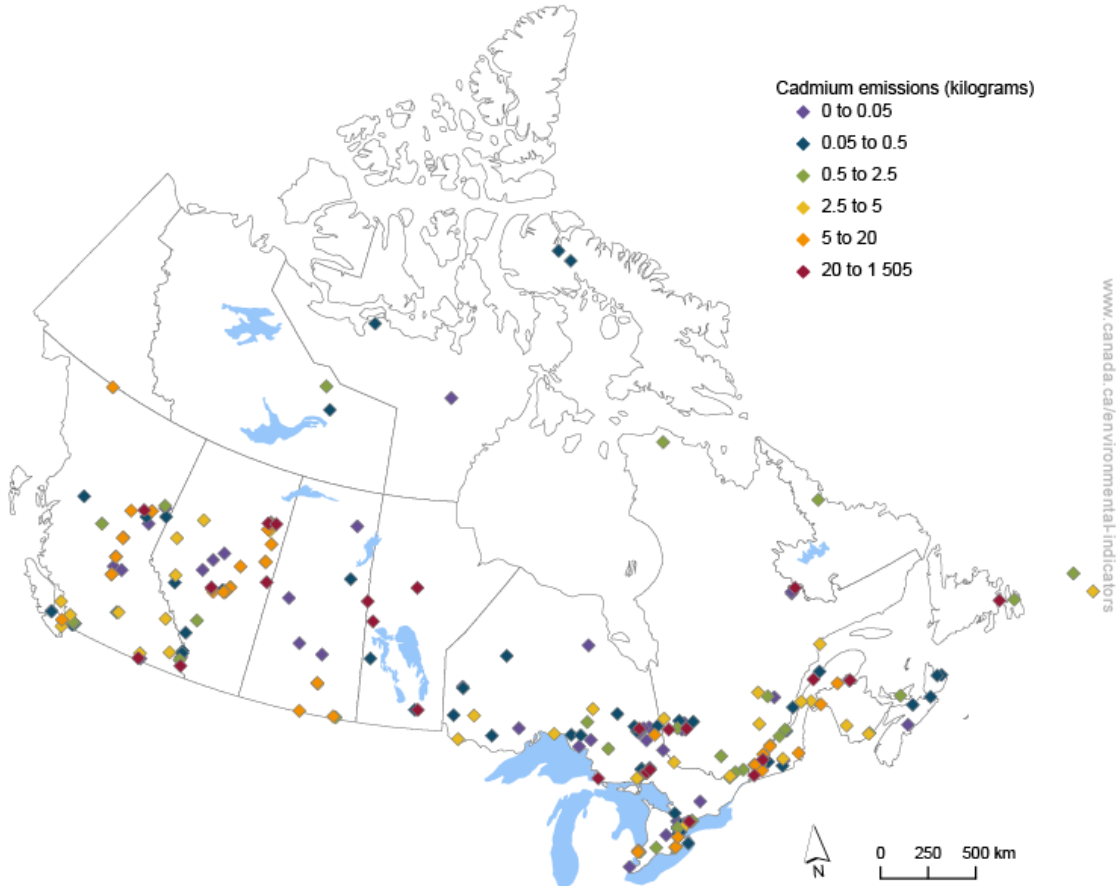 Cadmium emissions (kilograms)
0 to 0.05
0.05 to 0.5
0.5 to 2.5
2.5 to 5
5 to 20
20 to 1 505
www.canada.ca/environmental-indicators
N
0 250 500 km